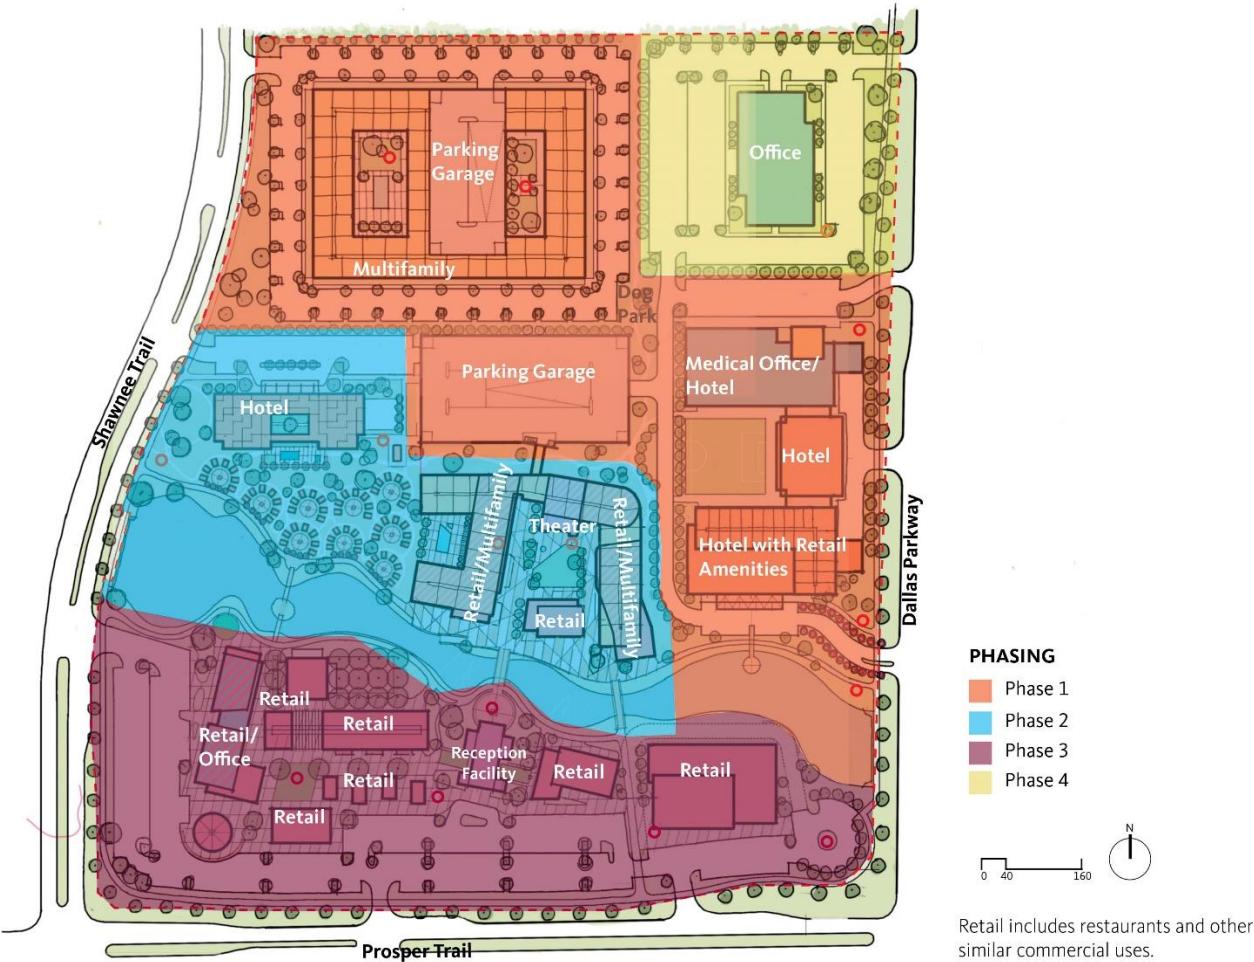 Parking
Garage
Office
Multifamily
Dog
Park
Shawnee Trail
Parking Garage
Medical Office/
Hotel
Hotel
Hotel
Retail/Multifamily
Theater
Retail/Multifamily
Hotel with Retail
Amenities
Retail
Dallas Parkway
PHASING
Phase 1
Phase 2
Phase 3
Phase 4
Retail
Retail
Retail/
Office
Reception
Facility
Retail
Retail
Retail
Retail
N
0 40 160
Retail includes restaurants and other
similar commercial uses.
Prosper Trail